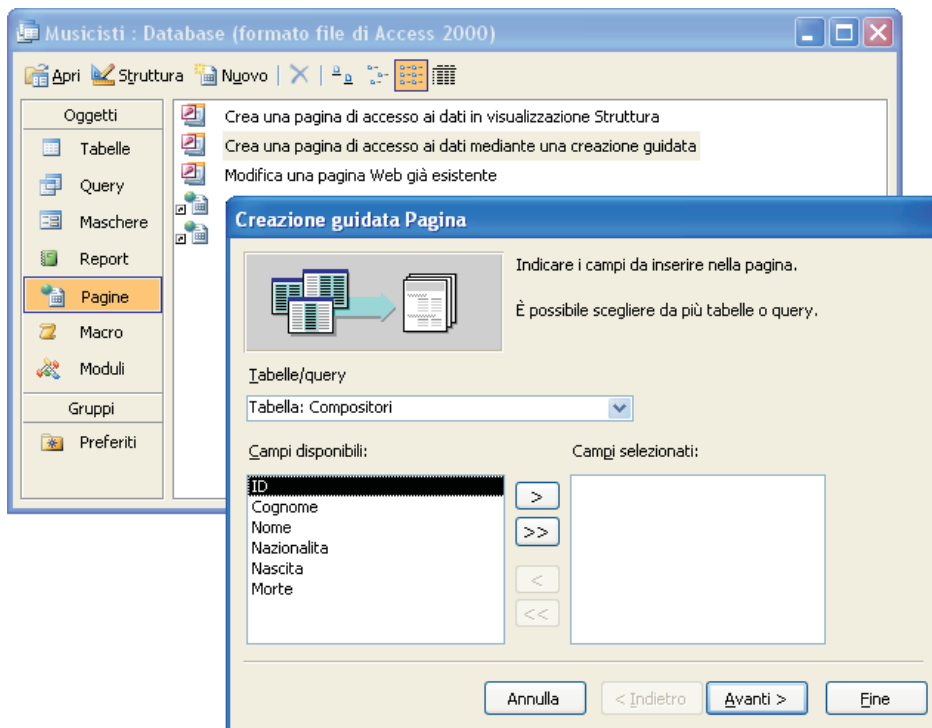 Musicisti : Database (formato file di Access 2000)
Apri Struttura Nuovo
Oggetti
Tabelle
Query
Maschere
Report
Pagine
Macro
Moduli
Gruppi
Preferiti
Crea una pagina di accesso ai dati in visualizzazione Struttura
Crea una pagina di accesso ai dati mediante una creazione guidata
Modifica una pagina Web già esistente
Creazione guidata Pagina
Indicare i campi da inserire nella pagina.
È possibile scegliere da più tabelle o query.
Tabelle/query
Tabella: Compositori
Campi disponibili:
ID
Cognome
Nome
Nazionalita
Nascita
Morte
>
>>
<
<<
Campi selezionati:
Annulla < Indietro Avanti > Fine